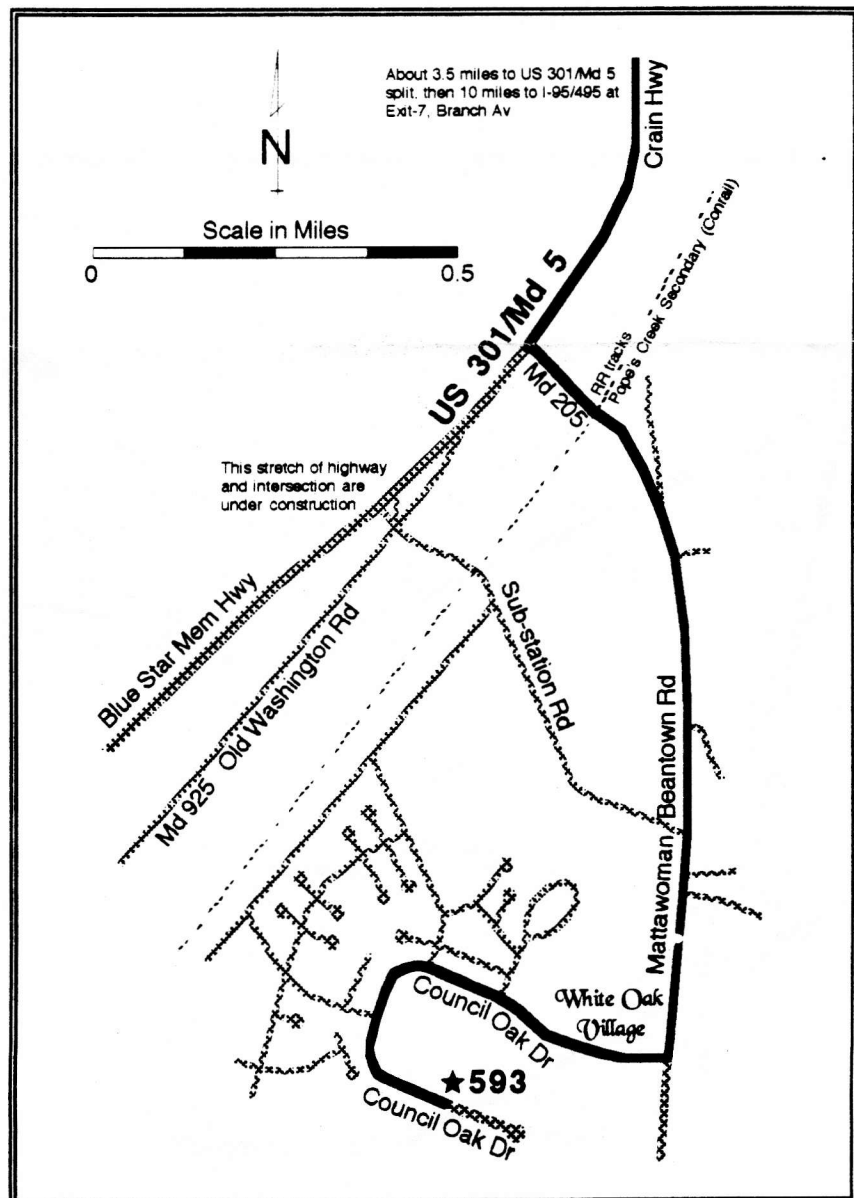 About 3.5 miles to US 301/Md 5
split, then 10 miles to I-95/495 at
Exit-7, Branch Av
Crain Hwy
N
Scale in Miles
0
0.5
US 301/Md 5
Md 205
RR tracks
Pope's Creek Secondary (Conrail)
This stretch of highway
and intersection are
under construction
Blue Star Mem Hwy
Md 925 Old Washington Rd
Sub-station Rd
Mattawoman Beantown Rd
White Oak
Village
Council Oak Dr
★593
Council Oak Dr